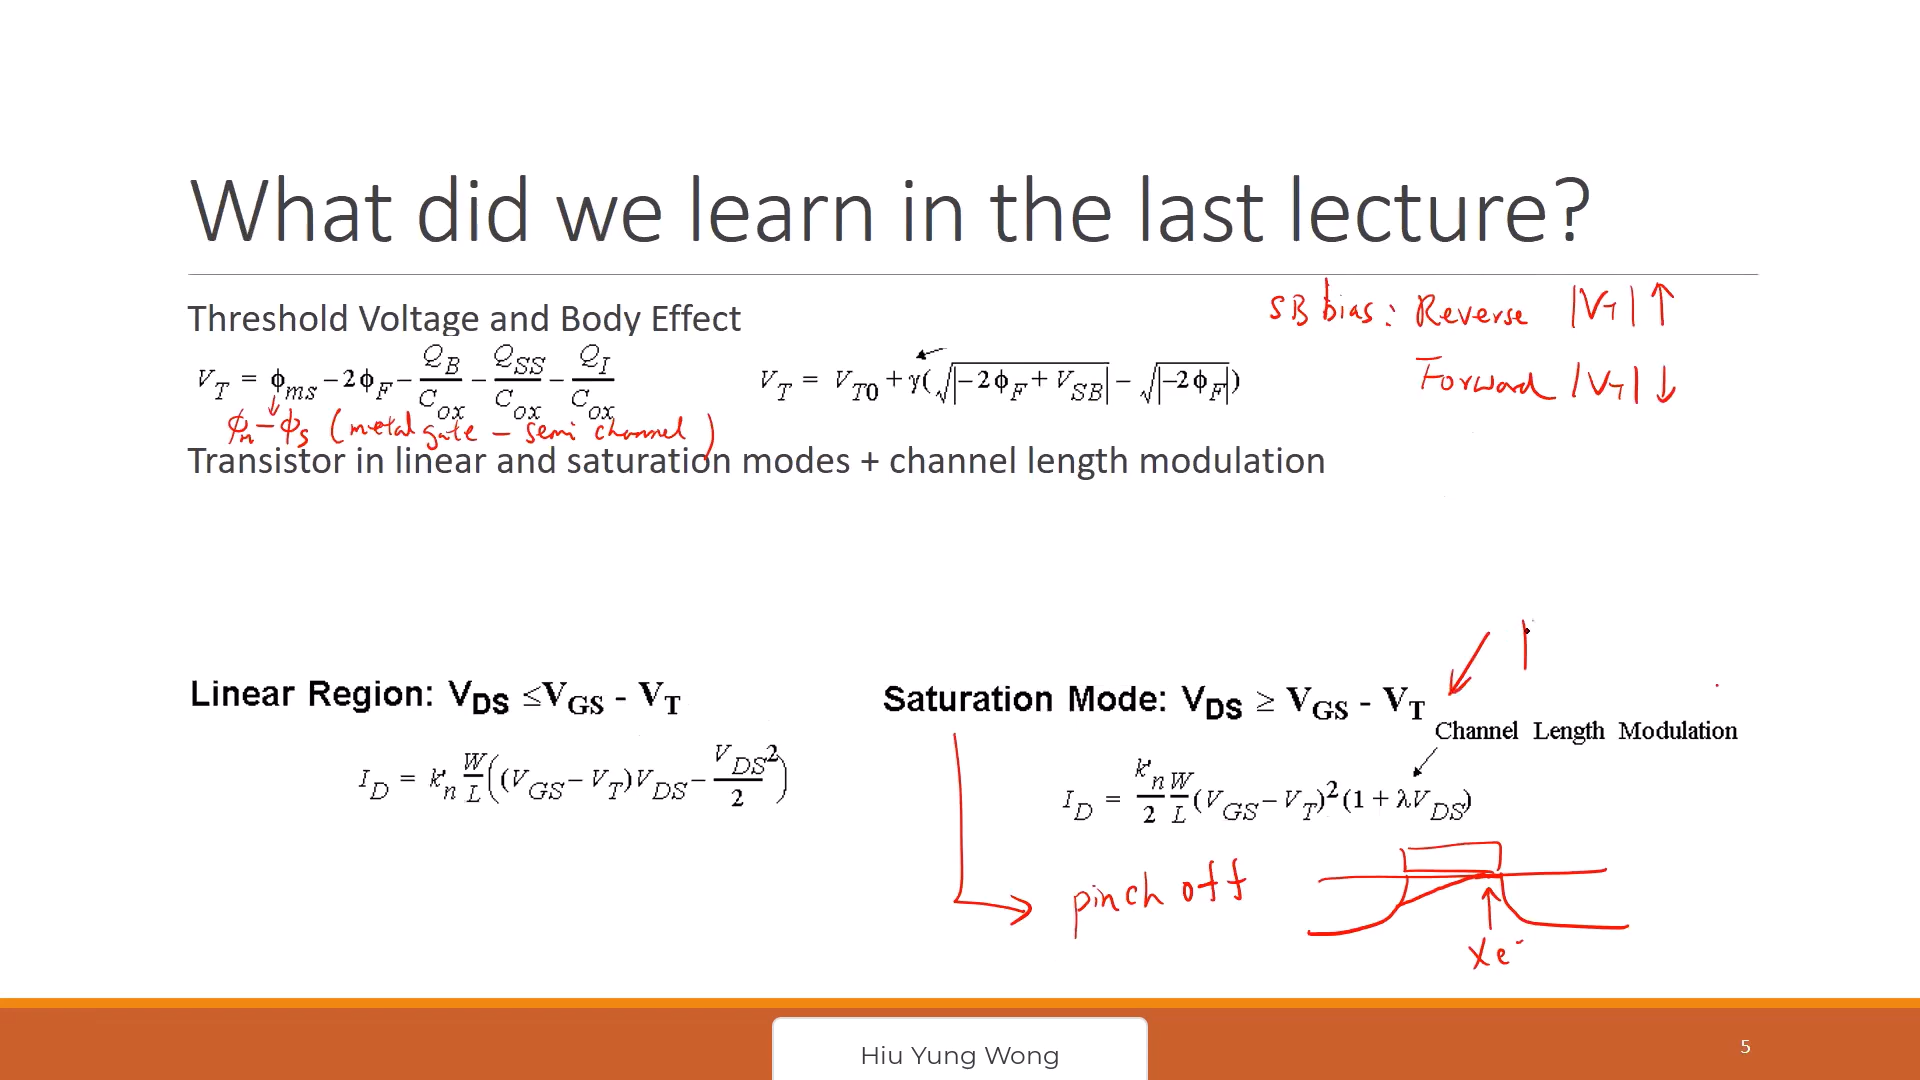 What did we learn in the last lecture?
Threshold Voltage and Body Effect
SB bias: Reverse |V_T| ↑
Forward |V_T| ↓
V_T = ϕ_ms − 2ϕ_F − Q_B/C_ox − Q_SS/C_ox − Q_I/C_ox
V_T = V_T0 + γ(√|−2ϕ_F + V_SB| − √|−2ϕ_F|)
ϕ_m − ϕ_s (metal gate − semi channel)
Transistor in linear and saturation modes + channel length modulation
Linear Region: V_DS ≤ V_GS - V_T
Saturation Mode: V_DS ≥ V_GS - V_T
Channel Length Modulation
I_D = k'_n W/L ((V_GS − V_T)V_DS − V_DS²/2)
I_D = k'_n/2 W/L (V_GS − V_T)²(1 + λV_DS)
pinch off
X e⁻
Hiu Yung Wong
5